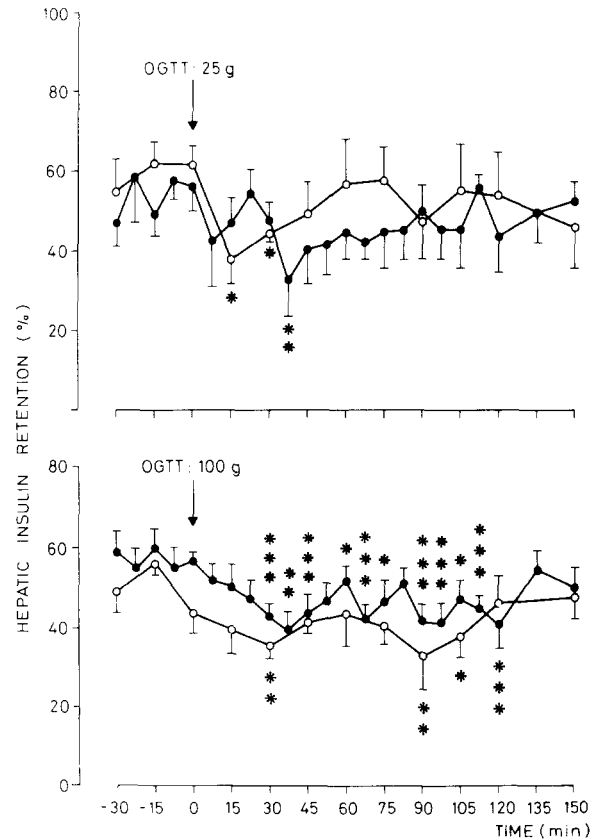 100
OGTT : 25 g
80
60
40
20
HEPATIC INSULIN RETENTION (%)
80
OGTT : 100 g
60
40
20
0
-30 -15 0 15 30 45 60 75 90 105 120 135 150
TIME (min)